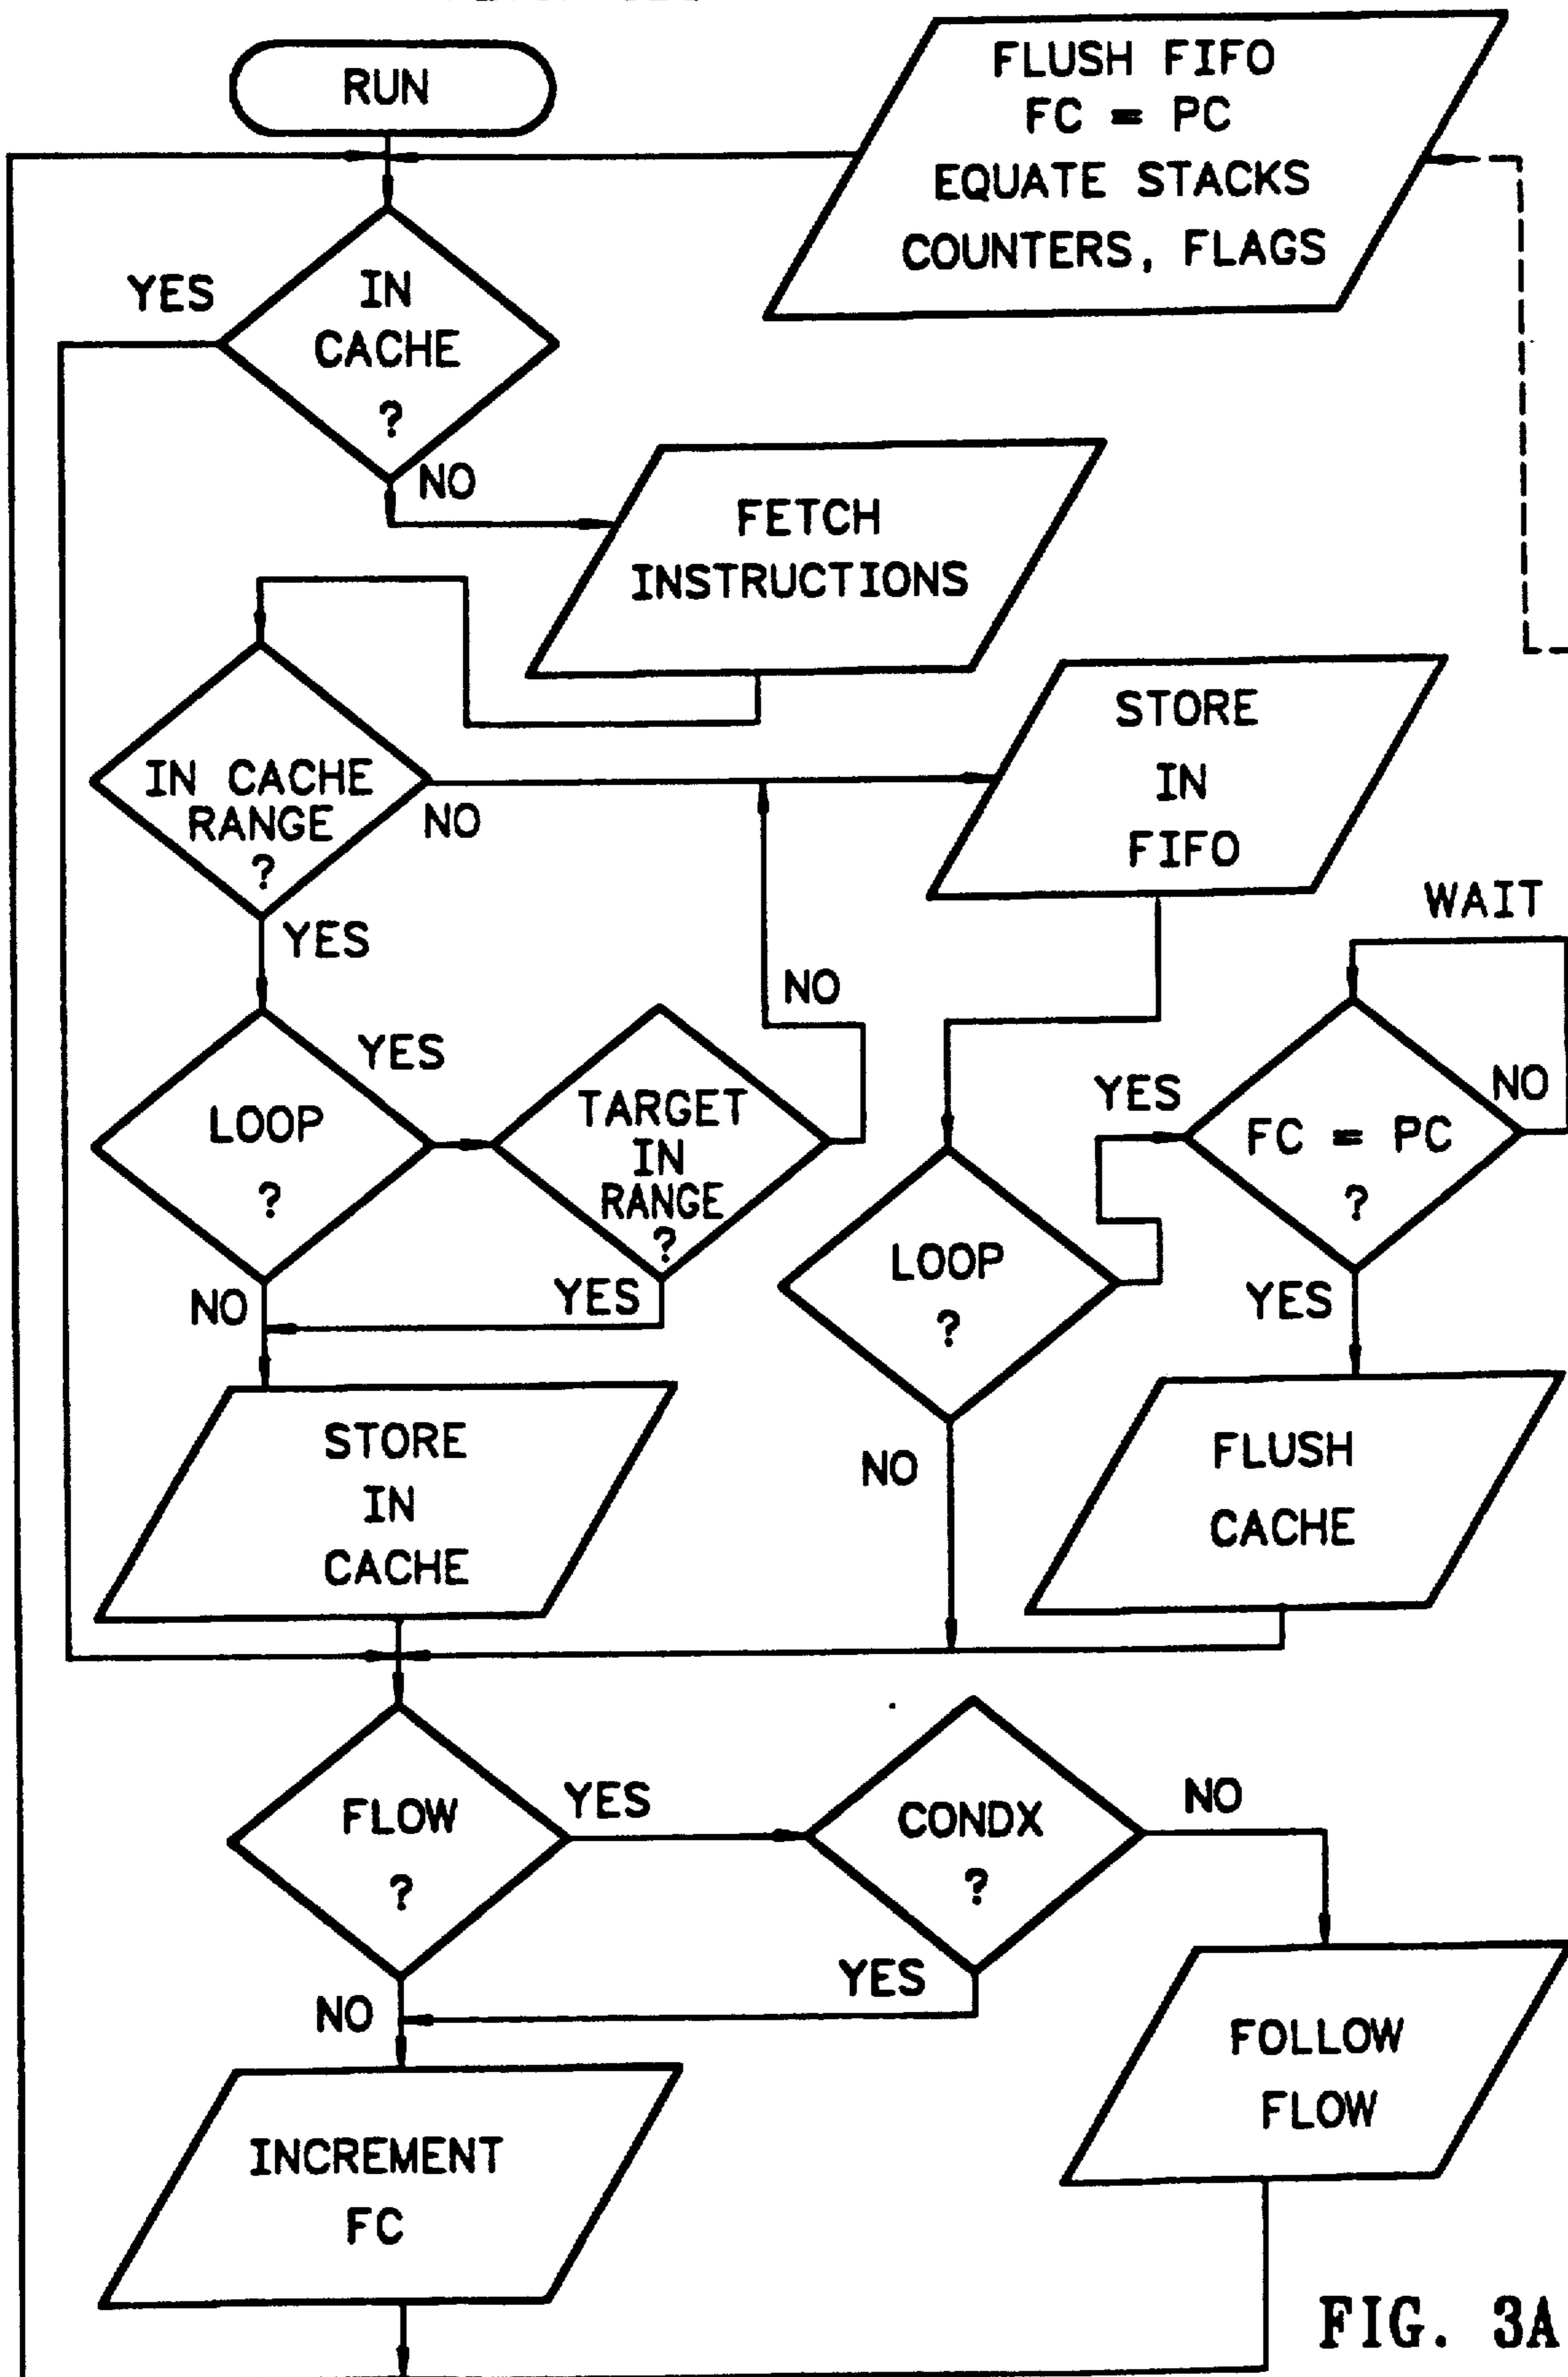 RUN
FLUSH FIFO
FC = PC
EQUATE STACKS
COUNTERS, FLAGS
YES
IN
CACHE
?
NO
FETCH
INSTRUCTIONS
STORE
IN
FIFO
IN CACHE
RANGE
?
NO
YES
WAIT
NO
YES
LOOP
?
TARGET
IN
RANGE
?
YES
FC = PC
?
NO
LOOP
?
NO
YES
YES
STORE
IN
CACHE
NO
FLUSH
CACHE
FLOW
?
YES
CONDX
?
NO
NO
YES
FOLLOW
FLOW
INCREMENT
FC
FIG. 3A